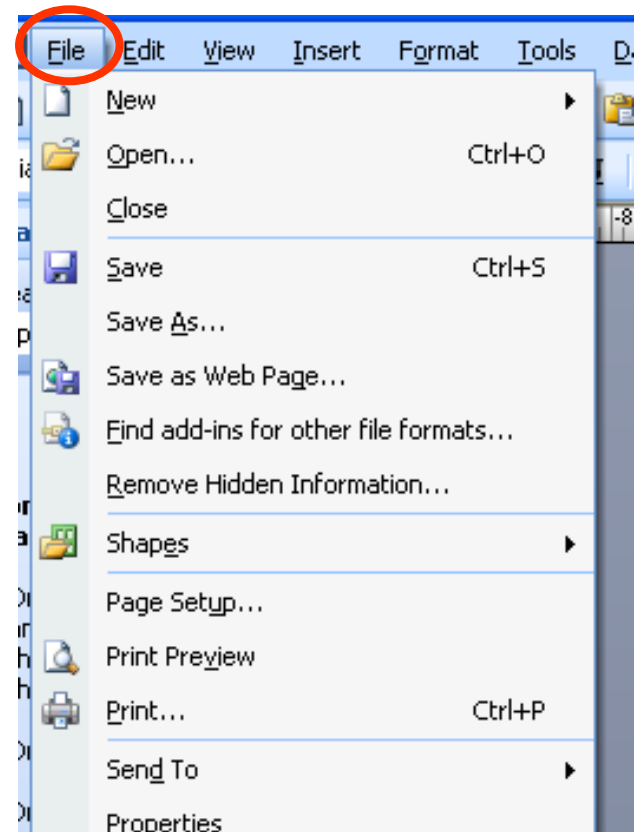 File Edit View Insert Format Tools
New
Open... Ctrl+O
Close
-8
Save Ctrl+S
Save As...
Save as Web Page...
Find add-ins for other file formats...
Remove Hidden Information...
Shapes
Page Setup...
Print Preview
Print... Ctrl+P
Send To
Properties